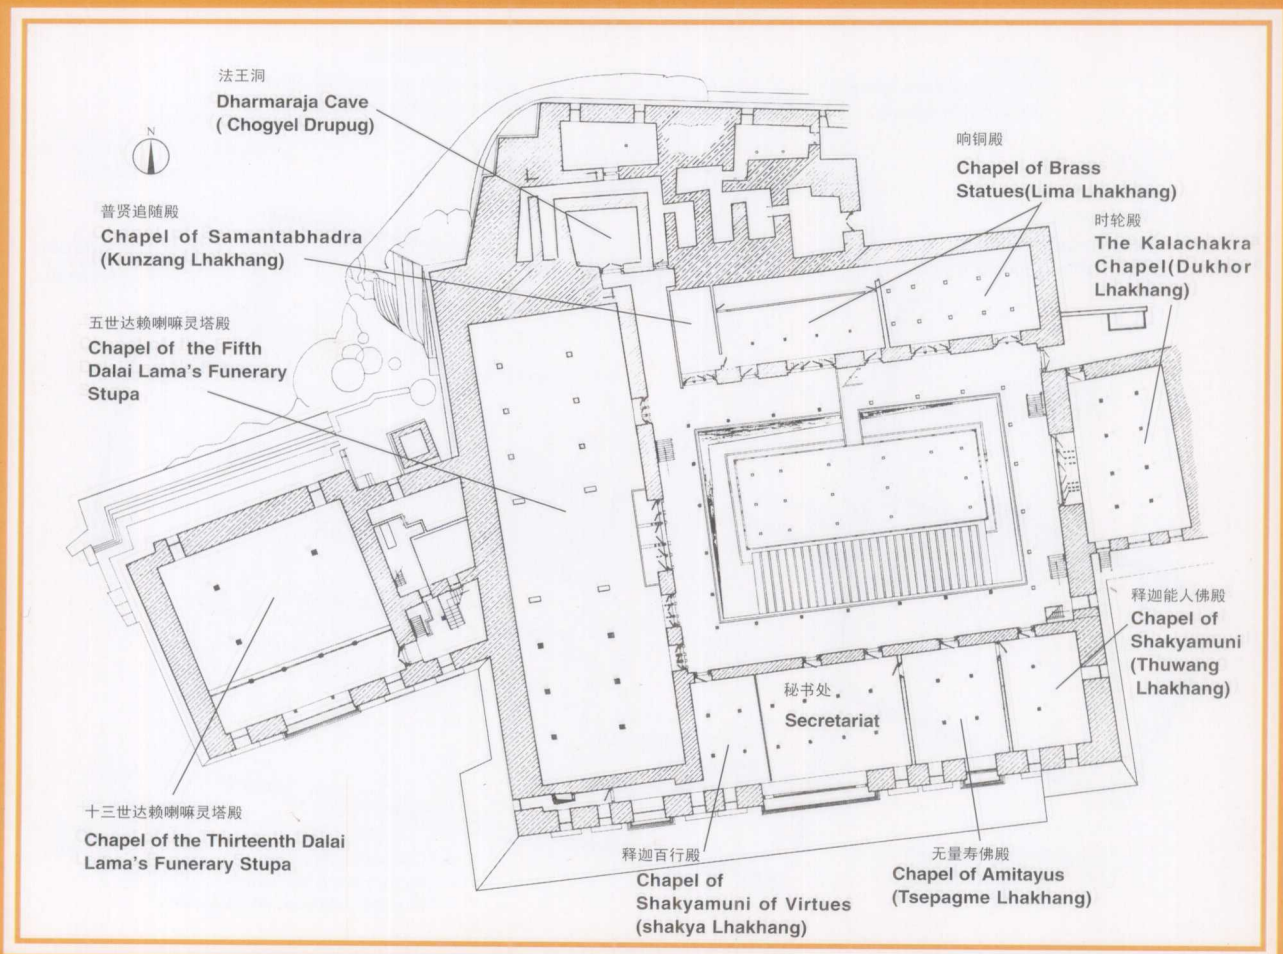 法王洞
Dharmaraja Cave
( Chogyel Drupug)
N
响铜殿
Chapel of Brass
Statues(Lima Lhakhang)
普贤追随殿
Chapel of Samantabhadra
(Kunzang Lhakhang)
时轮殿
The Kalachakra
Chapel(Dukhor
Lhakhang)
五世达赖喇嘛灵塔殿
Chapel of the Fifth
Dalai Lama's Funerary
Stupa
释迦能人佛殿
Chapel of
Shakyamuni
(Thuwang
Lhakhang)
秘书处
Secretariat
十三世达赖喇嘛灵塔殿
Chapel of the Thirteenth Dalai
Lama's Funerary Stupa
释迦百行殿
Chapel of
Shakyamuni of Virtues
(shakya Lhakhang)
无量寿佛殿
Chapel of Amitayus
(Tsepagme Lhakhang)